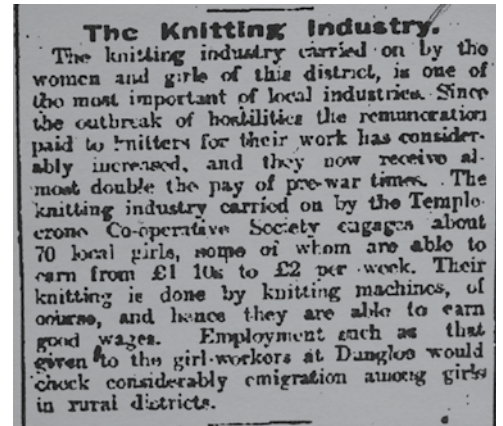 The Knitting Industry.
The knitting industry carried on by the
women and girls of this district, is one of
the most important of local industries. Since
the outbreak of hostilities the remuneration
paid to knitters for their work has consider-
ably increased, and they now receive al-
most double the pay of pre-war times. The
knitting industry carried on by the Temple-
crone Co-operative Society engages about
70 local girls, some of whom are able to
earn from £1 10s to £2 per week. Their
knitting is done by knitting machines, of
course, and hence they are able to earn
good wages. Employment such as that
given to the girl-workers at Dungloe would
check considerably emigration among girls
in rural districts.